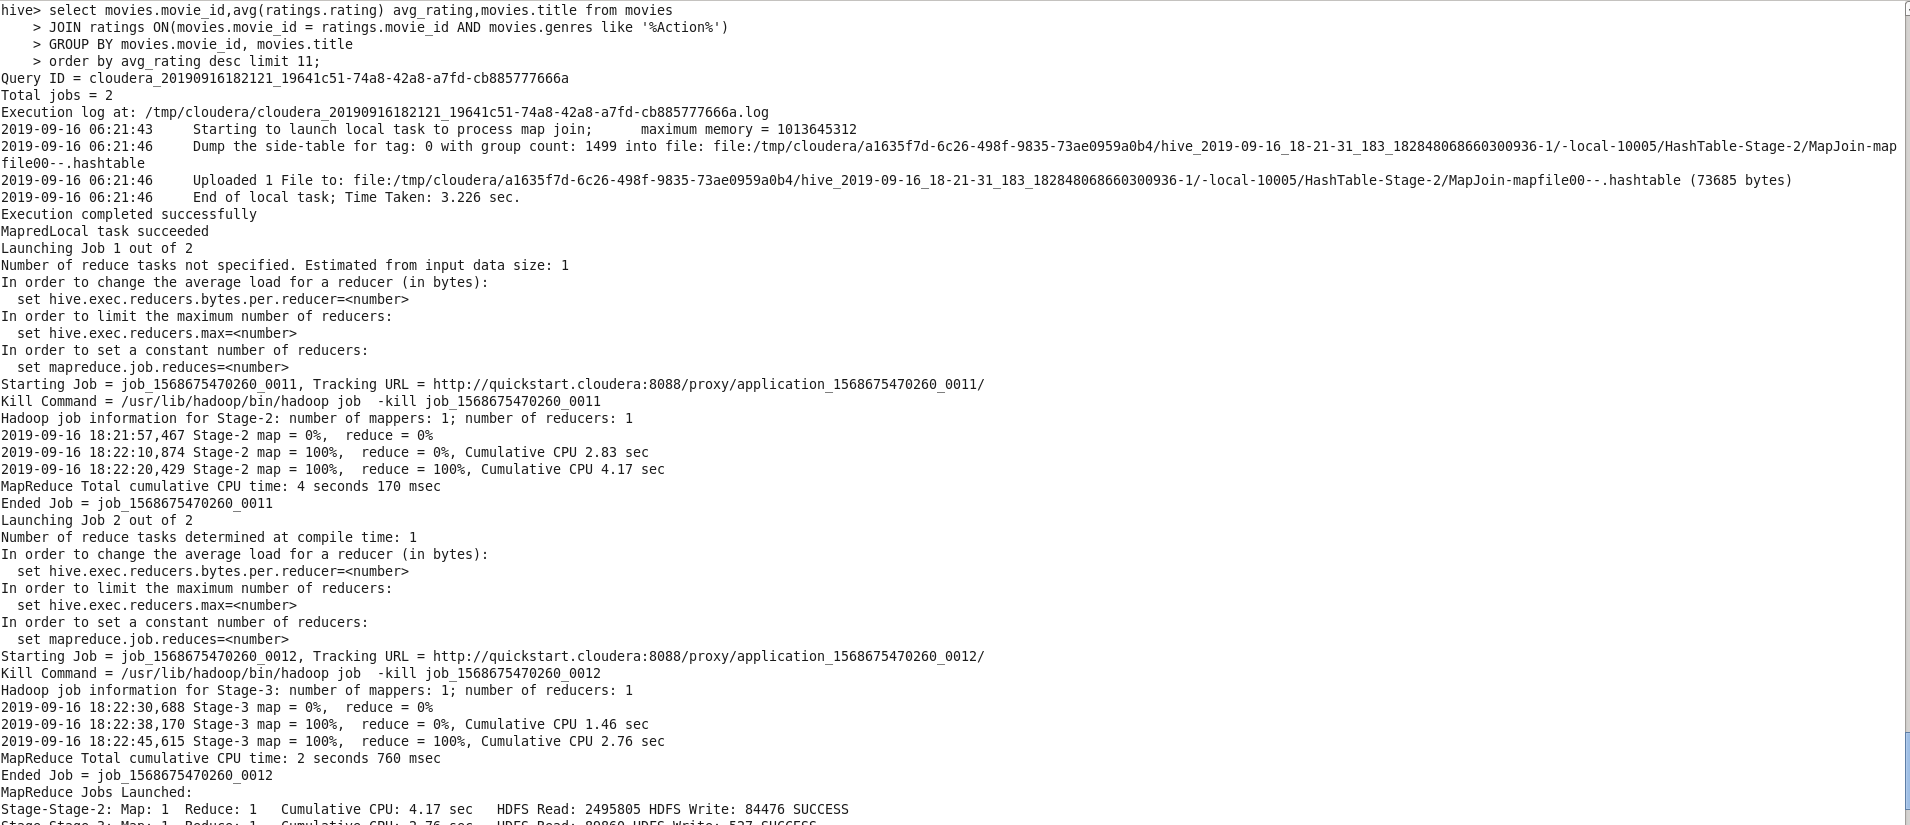 hive> select movies.movie_id,avg(ratings.rating) avg_rating,movies.title from movies
    > JOIN ratings ON(movies.movie_id = ratings.movie_id AND movies.genres like '%Action%')
    > GROUP BY movies.movie_id, movies.title
    > order by avg_rating desc limit 11;
Query ID = cloudera_20190916182121_19641c51-74a8-42a8-a7fd-cb885777666a
Total jobs = 2
Execution log at: /tmp/cloudera/cloudera_20190916182121_19641c51-74a8-42a8-a7fd-cb885777666a.log
2019-09-16 06:21:43     Starting to launch local task to process map join;      maximum memory = 1013645312
2019-09-16 06:21:46     Dump the side-table for tag: 0 with group count: 1499 into file: file:/tmp/cloudera/a1635f7d-6c26-498f-9835-73ae0959a0b4/hive_2019-09-16_18-21-31_183_182848068660300936-1/-local-10005/HashTable-Stage-2/MapJoin-map
file00--.hashtable
2019-09-16 06:21:46     Uploaded 1 File to: file:/tmp/cloudera/a1635f7d-6c26-498f-9835-73ae0959a0b4/hive_2019-09-16_18-21-31_183_182848068660300936-1/-local-10005/HashTable-Stage-2/MapJoin-mapfile00--.hashtable (73685 bytes)
2019-09-16 06:21:46     End of local task; Time Taken: 3.226 sec.
Execution completed successfully
MapredLocal task succeeded
Launching Job 1 out of 2
Number of reduce tasks not specified. Estimated from input data size: 1
In order to change the average load for a reducer (in bytes):
  set hive.exec.reducers.bytes.per.reducer=<number>
In order to limit the maximum number of reducers:
  set hive.exec.reducers.max=<number>
In order to set a constant number of reducers:
  set mapreduce.job.reduces=<number>
Starting Job = job_1568675470260_0011, Tracking URL = http://quickstart.cloudera:8088/proxy/application_1568675470260_0011/
Kill Command = /usr/lib/hadoop/bin/hadoop job  -kill job_1568675470260_0011
Hadoop job information for Stage-2: number of mappers: 1; number of reducers: 1
2019-09-16 18:21:57,467 Stage-2 map = 0%,  reduce = 0%
2019-09-16 18:22:10,874 Stage-2 map = 100%,  reduce = 0%, Cumulative CPU 2.83 sec
2019-09-16 18:22:20,429 Stage-2 map = 100%,  reduce = 100%, Cumulative CPU 4.17 sec
MapReduce Total cumulative CPU time: 4 seconds 170 msec
Ended Job = job_1568675470260_0011
Launching Job 2 out of 2
Number of reduce tasks determined at compile time: 1
In order to change the average load for a reducer (in bytes):
  set hive.exec.reducers.bytes.per.reducer=<number>
In order to limit the maximum number of reducers:
  set hive.exec.reducers.max=<number>
In order to set a constant number of reducers:
  set mapreduce.job.reduces=<number>
Starting Job = job_1568675470260_0012, Tracking URL = http://quickstart.cloudera:8088/proxy/application_1568675470260_0012/
Kill Command = /usr/lib/hadoop/bin/hadoop job  -kill job_1568675470260_0012
Hadoop job information for Stage-3: number of mappers: 1; number of reducers: 1
2019-09-16 18:22:30,688 Stage-3 map = 0%,  reduce = 0%
2019-09-16 18:22:38,170 Stage-3 map = 100%,  reduce = 0%, Cumulative CPU 1.46 sec
2019-09-16 18:22:45,615 Stage-3 map = 100%,  reduce = 100%, Cumulative CPU 2.76 sec
MapReduce Total cumulative CPU time: 2 seconds 760 msec
Ended Job = job_1568675470260_0012
MapReduce Jobs Launched:
Stage-Stage-2: Map: 1  Reduce: 1   Cumulative CPU: 4.17 sec   HDFS Read: 2495805 HDFS Write: 84476 SUCCESS
Stage-Stage-3: Map: 1  Reduce: 1   Cumulative CPU: 2.76 sec   HDFS Read: HDFS Write: 527 SUCCESS